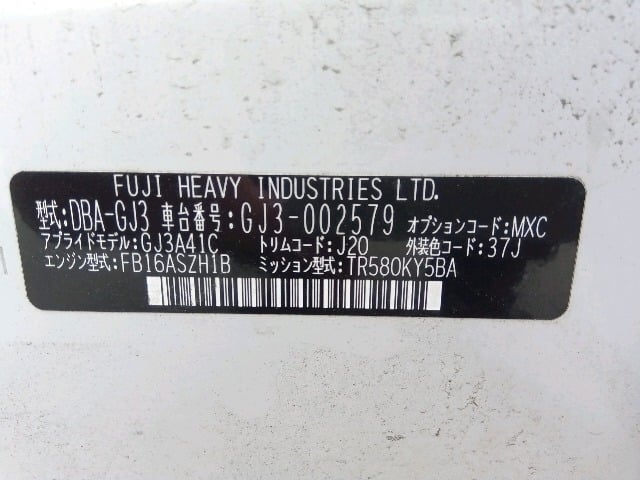 FUJI HEAVY INDUSTRIES LTD.
型式:DBA-GJ3 車台番号:GJ3-002579 オプションコード:MXC
アプライドモデル:GJ3A41C トリムコード:J20 外装色コード:37J
エンジン型式:FB16ASZH1B ミッション型式:TR580KY5BA